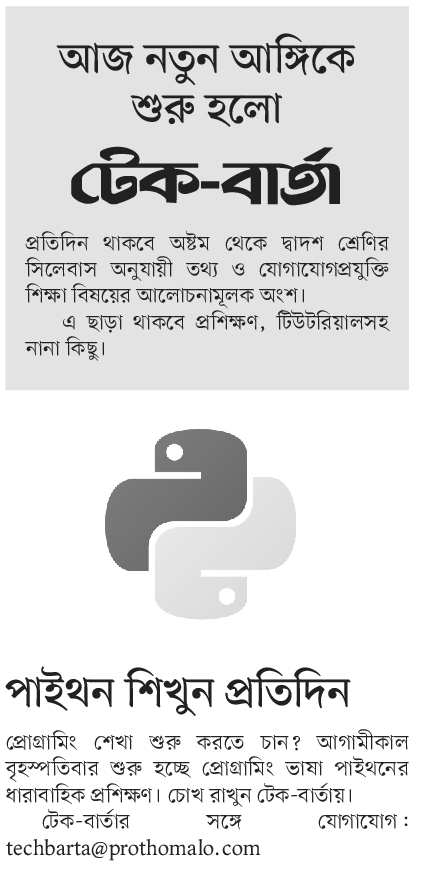 আজ নতুন আঙ্গিকে
শুরু হলো
টেক-বার্তা
প্রতিদিন থাকবে অষ্টম থেকে দ্বাদশ শ্রেণির
সিলেবাস অনুযায়ী তথ্য ও যোগাযোগপ্রযুক্তি
শিক্ষা বিষয়ের আলোচনামূলক অংশ।
এ ছাড়া থাকবে প্রশিক্ষণ, টিউটরিয়ালসহ
নানা কিছু।
পাইথন শিখুন প্রতিদিন
প্রোগ্রামিং শেখা শুরু করতে চান? আগামীকাল
বৃহস্পতিবার শুরু হচ্ছে প্রোগ্রামিং ভাষা পাইথনের
ধারাবাহিক প্রশিক্ষণ। চোখ রাখুন টেক-বার্তায়।
টেক-বার্তার সঙ্গে যোগাযোগ :
techbarta@prothomalo.com